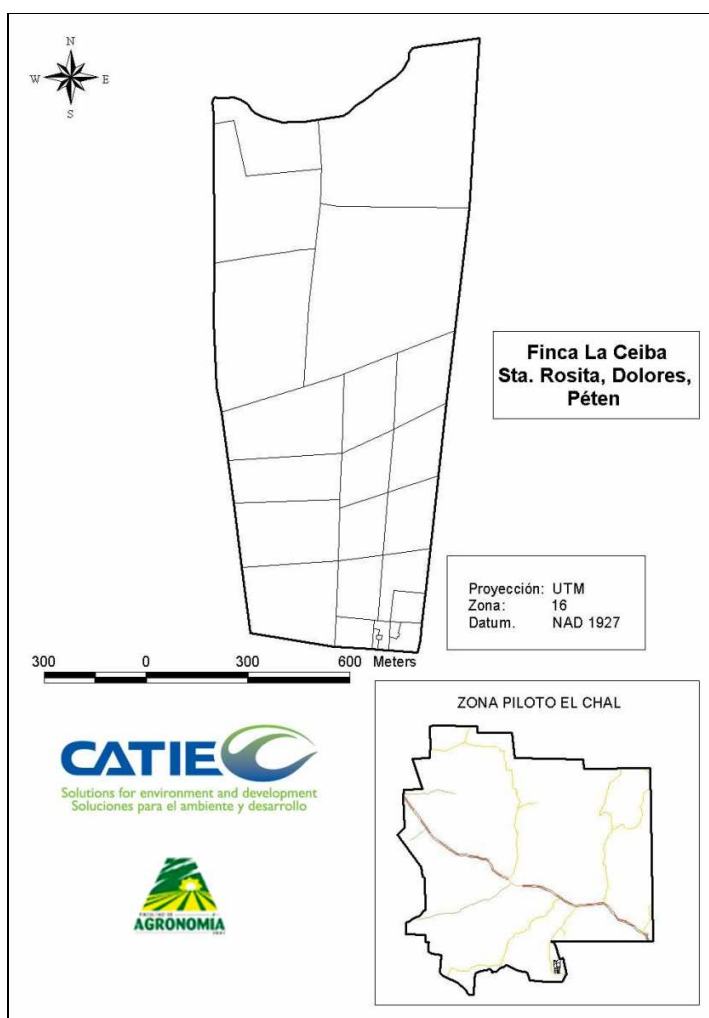 N
W E
S
Finca La Ceiba
Sta. Rosita, Dolores,
Péten
Proyección: UTM
Zona: 16
Datum. NAD 1927
300 0 300 600 Meters
ZONA PILOTO EL CHAL
CATIE
Solutions for environment and development
Soluciones para el ambiente y desarrollo
AGRONOMÍA